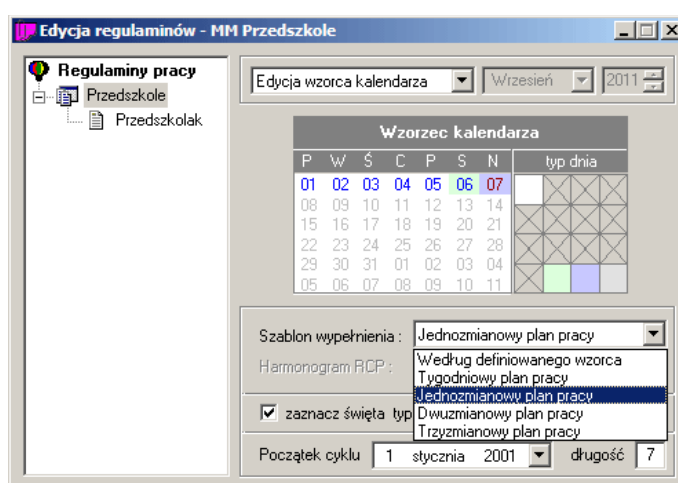 Edycja regulaminów - MM Przedszkole
Regulaminy pracy
Przedszkole
Przedszkolak
Edycja wzorca kalendarza
Wrzesień
2011
Wzorzec kalendarza
P W Ś C P S N typ dnia
01 02 03 04 05 06 07
08 09 10 11 12 13 14
15 16 17 18 19 20 21
22 23 24 25 26 27 28
29 30 31 01 02 03 04
05 06 07 08 09 10 11
Szablon wypełnienia : Jednozmianowy plan pracy
Harmonogram RCP :
Według definiowanego wzorca
Tygodniowy plan pracy
Jednozmianowy plan pracy
Dwuzmianowy plan pracy
Trzyzmianowy plan pracy
zaznacz święta typ
Początek cyklu 1 stycznia 2001 długość 7